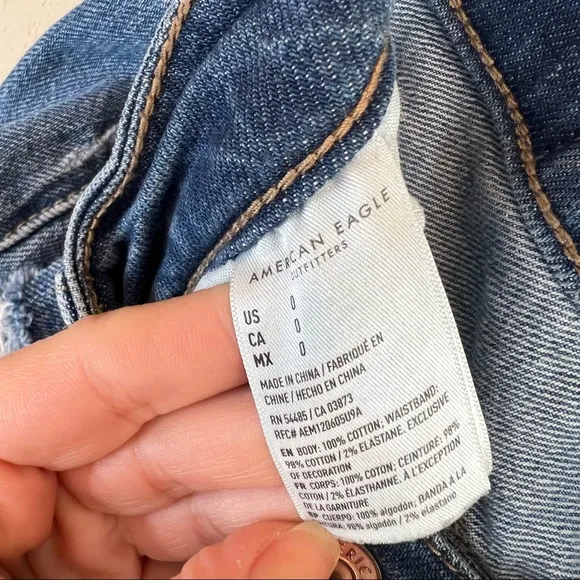 AMERICAN EAGLE
OUTFITTERS
US 0
CA 0
MX 0
MADE IN CHINA / FABRIQUÉ EN
CHINE / HECHO EN CHINA
RN 54485 / CA 03873
RFC# AEM120605U9A
EN BODY: 100% COTTON; WAISTBAND:
98% COTTON / 2% ELASTANE. EXCLUSIVE
OF DECORATION
FR CORPS: 100% COTON; CEINTURE: 98%
COTON / 2% ÉLASTHANNE. À L'EXCEPTION
DE LA GARNITURE
SP CUERPO: 100% algodón, BANDA A LA
98% algodón / 2% elastano